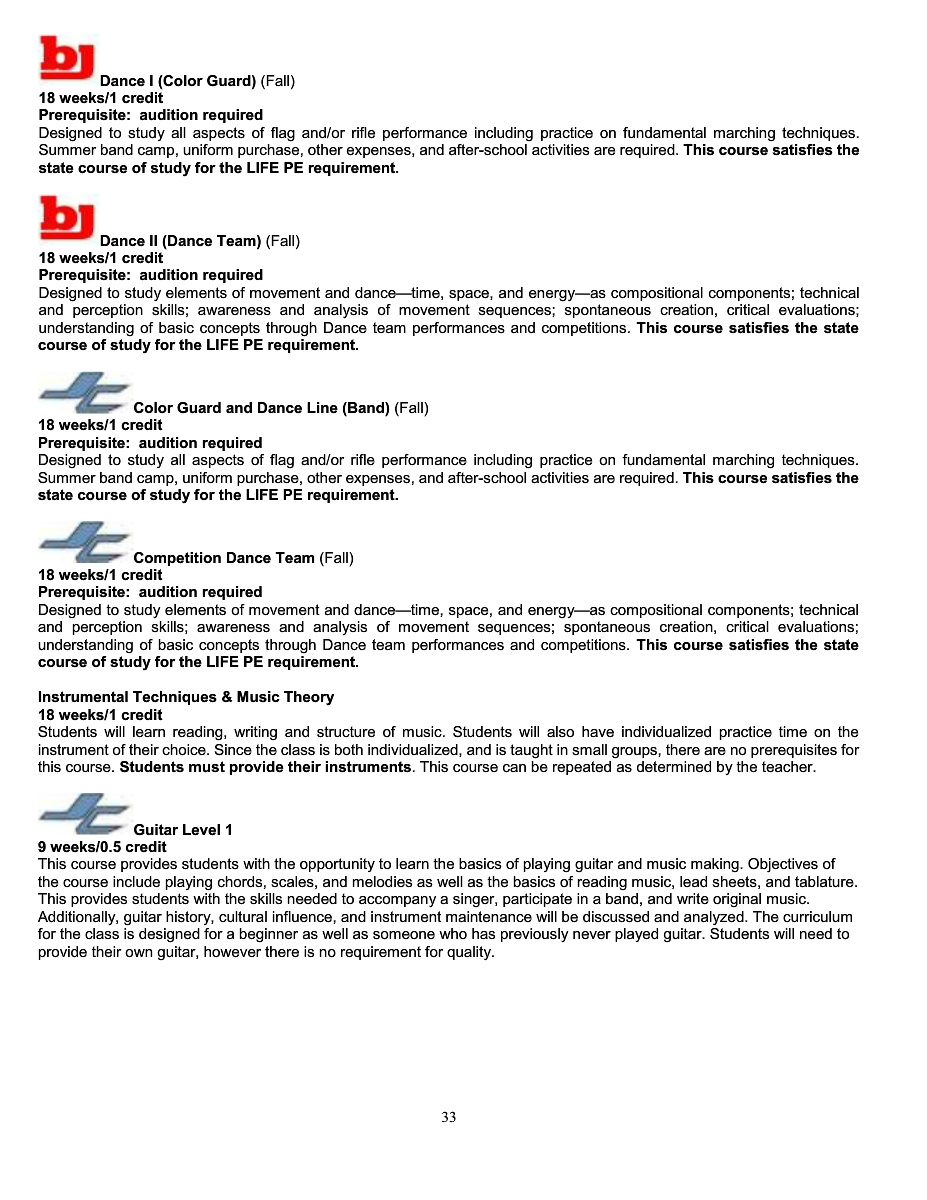 bj Dance I (Color Guard) (Fall)
18 weeks/1 credit
Prerequisite:  audition required
Designed to study all aspects of flag and/or rifle performance including practice on fundamental marching techniques.
Summer band camp, uniform purchase, other expenses, and after-school activities are required. This course satisfies the
state course of study for the LIFE PE requirement.
bj Dance II (Dance Team) (Fall)
18 weeks/1 credit
Prerequisite:  audition required
Designed to study elements of movement and dance—time, space, and energy—as compositional components; technical
and perception skills; awareness and analysis of movement sequences; spontaneous creation, critical evaluations;
understanding of basic concepts through Dance team performances and competitions. This course satisfies the state
course of study for the LIFE PE requirement.
JC Color Guard and Dance Line (Band) (Fall)
18 weeks/1 credit
Prerequisite:  audition required
Designed to study all aspects of flag and/or rifle performance including practice on fundamental marching techniques.
Summer band camp, uniform purchase, other expenses, and after-school activities are required. This course satisfies the
state course of study for the LIFE PE requirement.
JC Competition Dance Team (Fall)
18 weeks/1 credit
Prerequisite:  audition required
Designed to study elements of movement and dance—time, space, and energy—as compositional components; technical
and perception skills; awareness and analysis of movement sequences; spontaneous creation, critical evaluations;
understanding of basic concepts through Dance team performances and competitions. This course satisfies the state
course of study for the LIFE PE requirement.
Instrumental Techniques & Music Theory
18 weeks/1 credit
Students will learn reading, writing and structure of music. Students will also have individualized practice time on the
instrument of their choice. Since the class is both individualized, and is taught in small groups, there are no prerequisites for
this course. Students must provide their instruments. This course can be repeated as determined by the teacher.
JC Guitar Level 1
9 weeks/0.5 credit
This course provides students with the opportunity to learn the basics of playing guitar and music making. Objectives of
the course include playing chords, scales, and melodies as well as the basics of reading music, lead sheets, and tablature.
This provides students with the skills needed to accompany a singer, participate in a band, and write original music.
Additionally, guitar history, cultural influence, and instrument maintenance will be discussed and analyzed. The curriculum
for the class is designed for a beginner as well as someone who has previously never played guitar. Students will need to
provide their own guitar, however there is no requirement for quality.
33